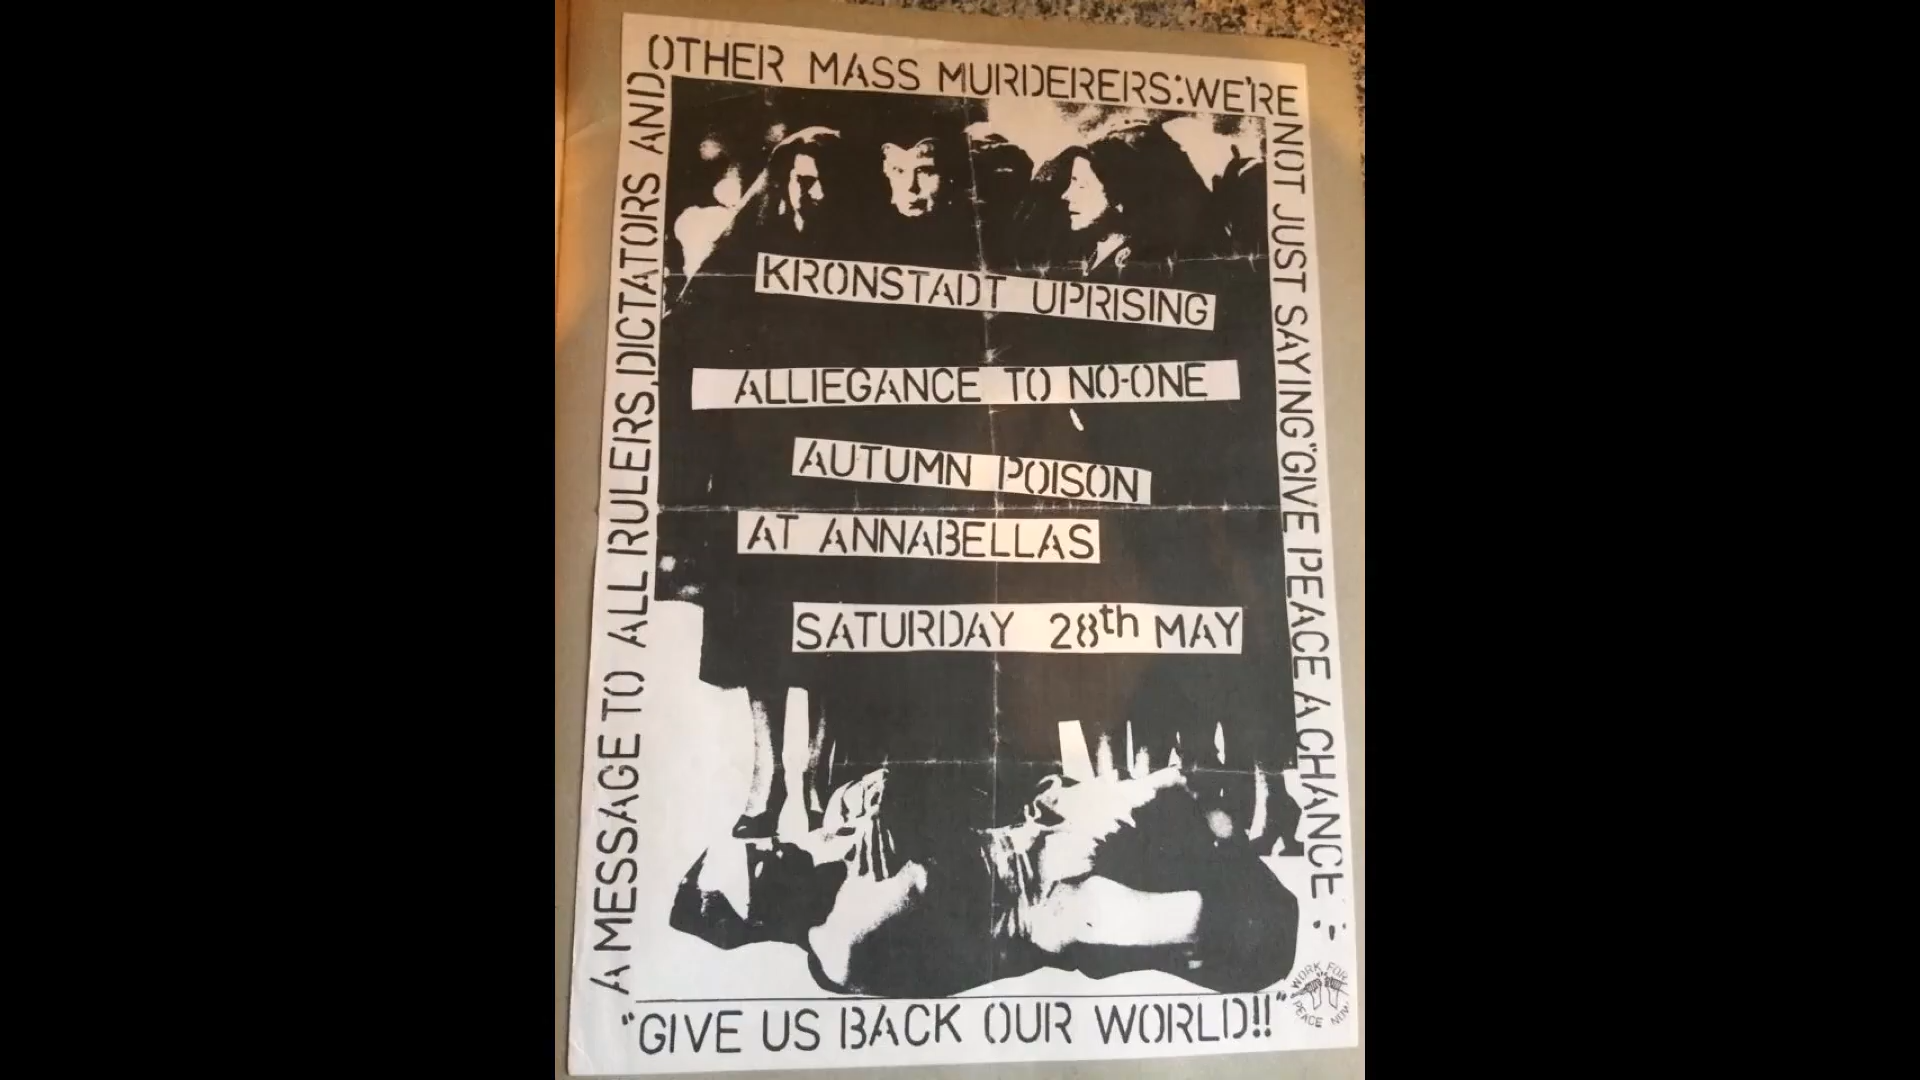 A MESSAGE TO ALL RULERS, DICTATORS AND
OTHER MASS MURDERERS: WE'RE
NOT JUST SAYING "GIVE PEACE A CHANCE :
KRONSTADT UPRISING
ALLIEGANCE TO NO-ONE
AUTUMN POISON
AT ANNABELLAS
SATURDAY 28th MAY
"GIVE US BACK OUR WORLD!!"
WORK FOR
PEACE NOW